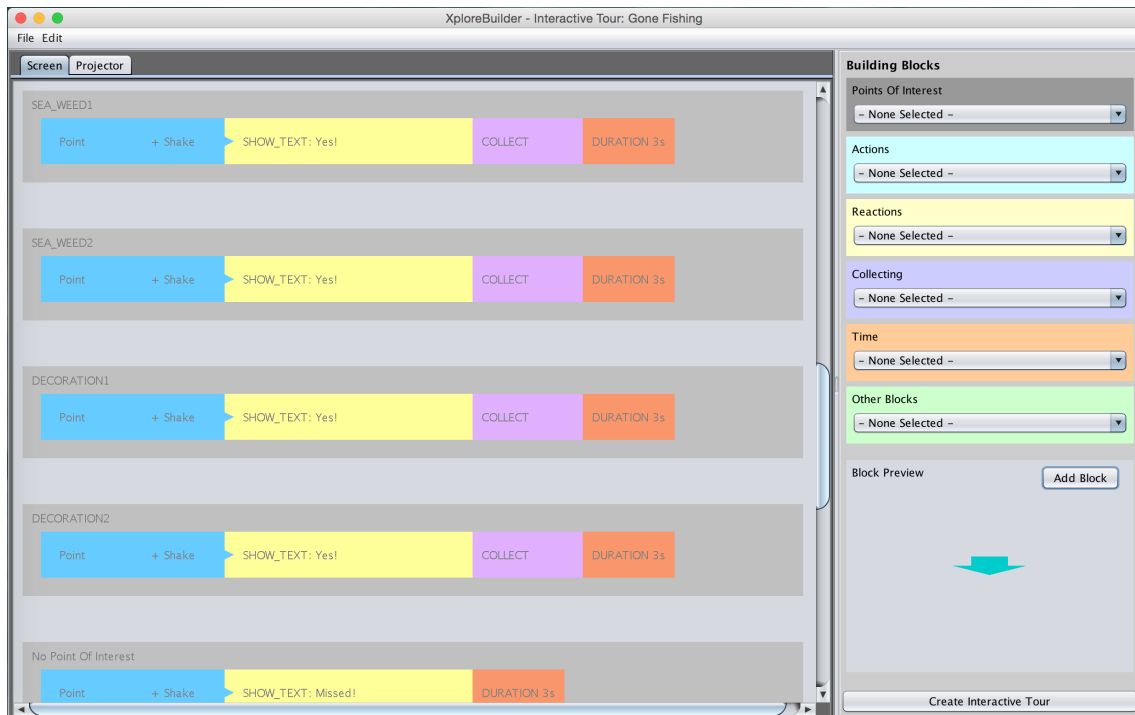 XploreBuilder - Interactive Tour: Gone Fishing
File Edit
Screen Projector
SEA_WEED1
Point + Shake SHOW_TEXT: Yes! COLLECT DURATION 3s
SEA_WEED2
Point + Shake SHOW_TEXT: Yes! COLLECT DURATION 3s
DECORATION1
Point + Shake SHOW_TEXT: Yes! COLLECT DURATION 3s
DECORATION2
Point + Shake SHOW_TEXT: Yes! COLLECT DURATION 3s
No Point Of Interest
Point + Shake SHOW_TEXT: Missed! DURATION 3s
Building Blocks
Points Of Interest
- None Selected -
Actions
- None Selected -
Reactions
- None Selected -
Collecting
- None Selected -
Time
- None Selected -
Other Blocks
- None Selected -
Block Preview Add Block
Create Interactive Tour